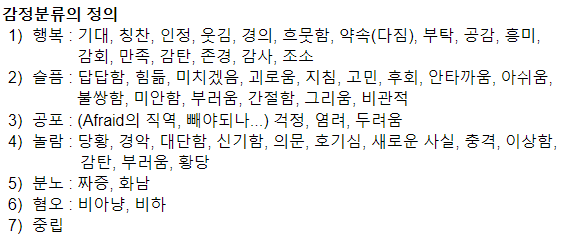 감정분류의 정의
1) 행복 : 기대, 칭찬, 인정, 웃김, 경의, 흐뭇함, 약속(다짐), 부탁, 공감, 흥미,
감회, 만족, 감탄, 존경, 감사, 조소
2) 슬픔 : 답답함, 힘듦, 미치겠음, 괴로움, 지침, 고민, 후회, 안타까움, 아쉬움,
불쌍함, 미안함, 부러움, 간절함, 그리움, 비관적
3) 공포 : (Afraid의 직역, 빼야되나...) 걱정, 염려, 두려움
4) 놀람 : 당황, 경악, 대단함, 신기함, 의문, 호기심, 새로운 사실, 충격, 이상함,
감탄, 부러움, 황당
5) 분노 : 짜증, 화남
6) 혐오 : 비아냥, 비하
7) 중립